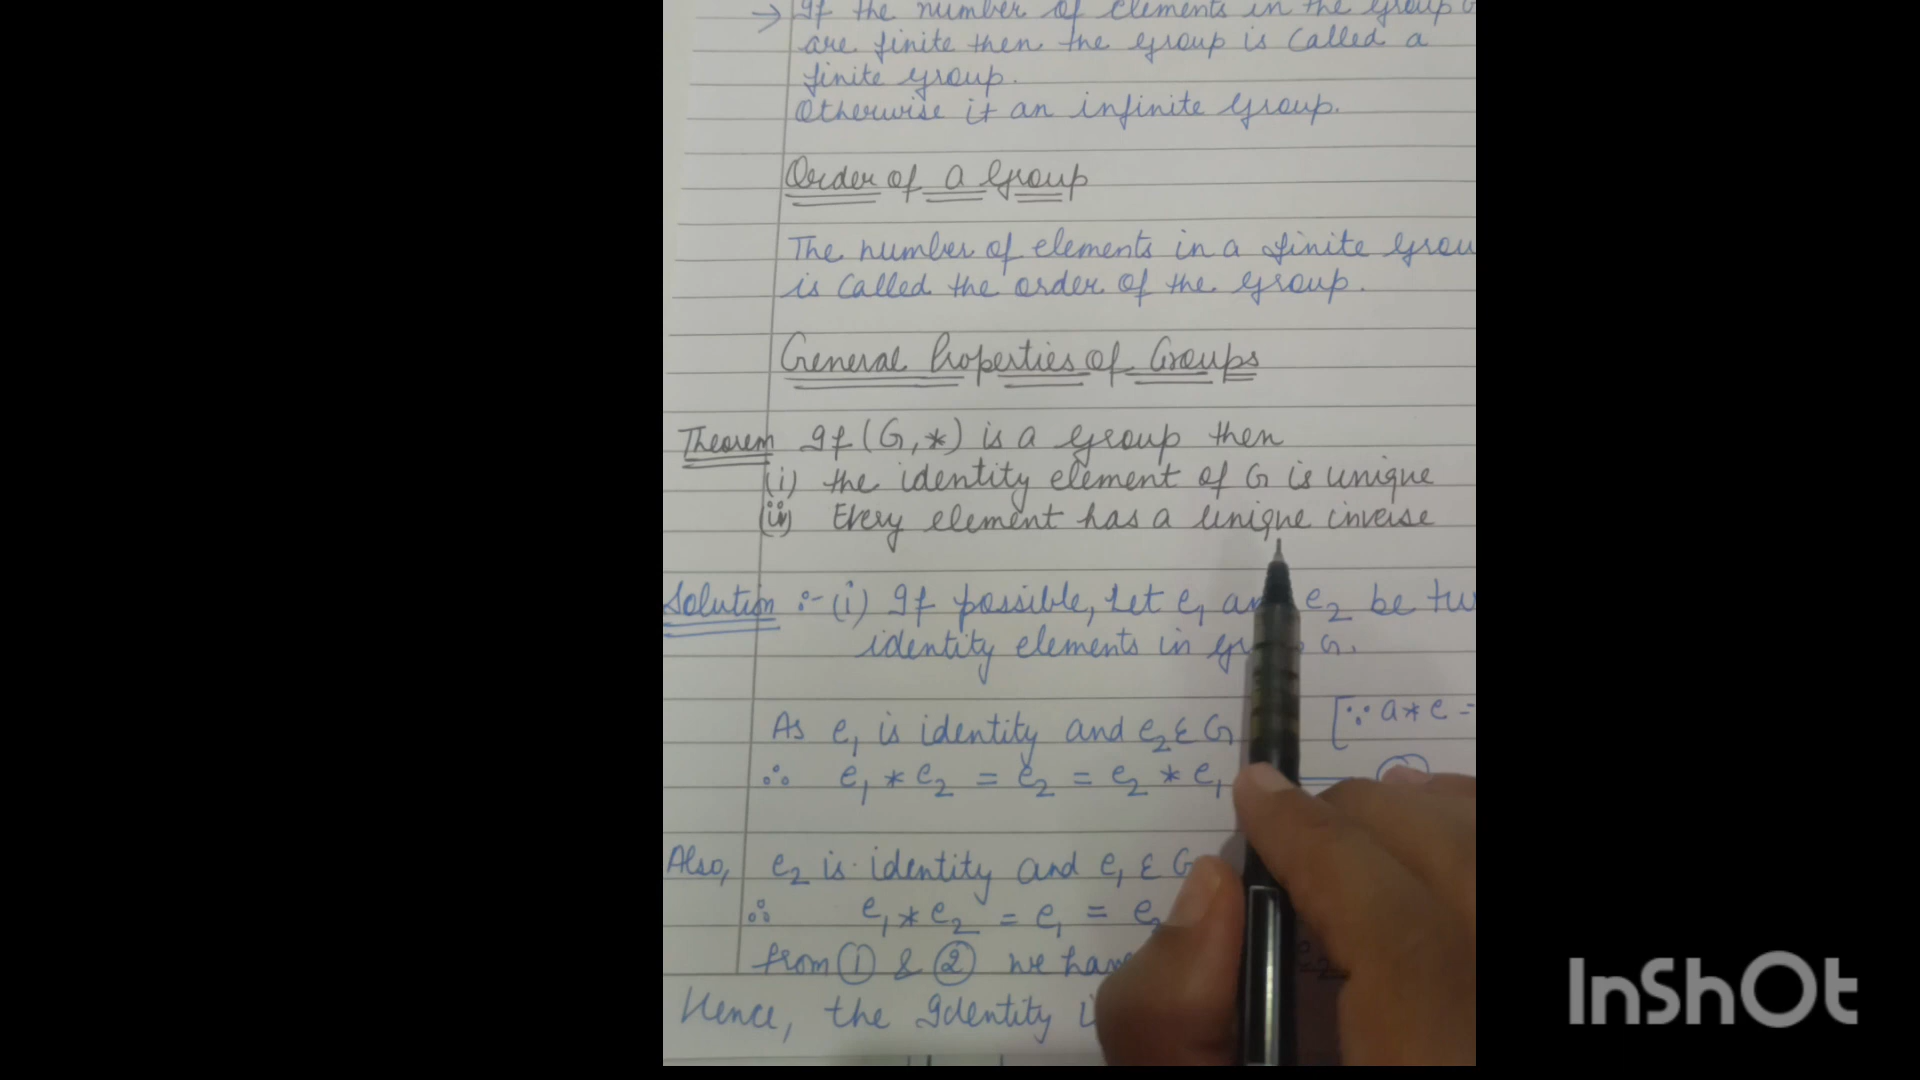 → If the number of elements in the group G
are finite then the group is called a
finite group.
Otherwise it an infinite group.
Order of a Group
The number of elements in a finite grou
is called the order of the group.
General Properties of Groups
Theorem If (G,*) is a group then
(i) the identity element of G is unique
(ii) Every element has a unique inverse
Solution :- (i) If possible, Let e₁ an e₂ be tw
identity elements in gr G.
As e₁ is identity and e₂ ε G [∵ a * e =
∴ e₁ * e₂ = e₂ = e₂ * e₁
Also, e₂ is identity and e₁ ε G
∴ e₁ * e₂ = e₁ = e₂
from ① & ② we have e₂
Hence, the Identity i
InShOt